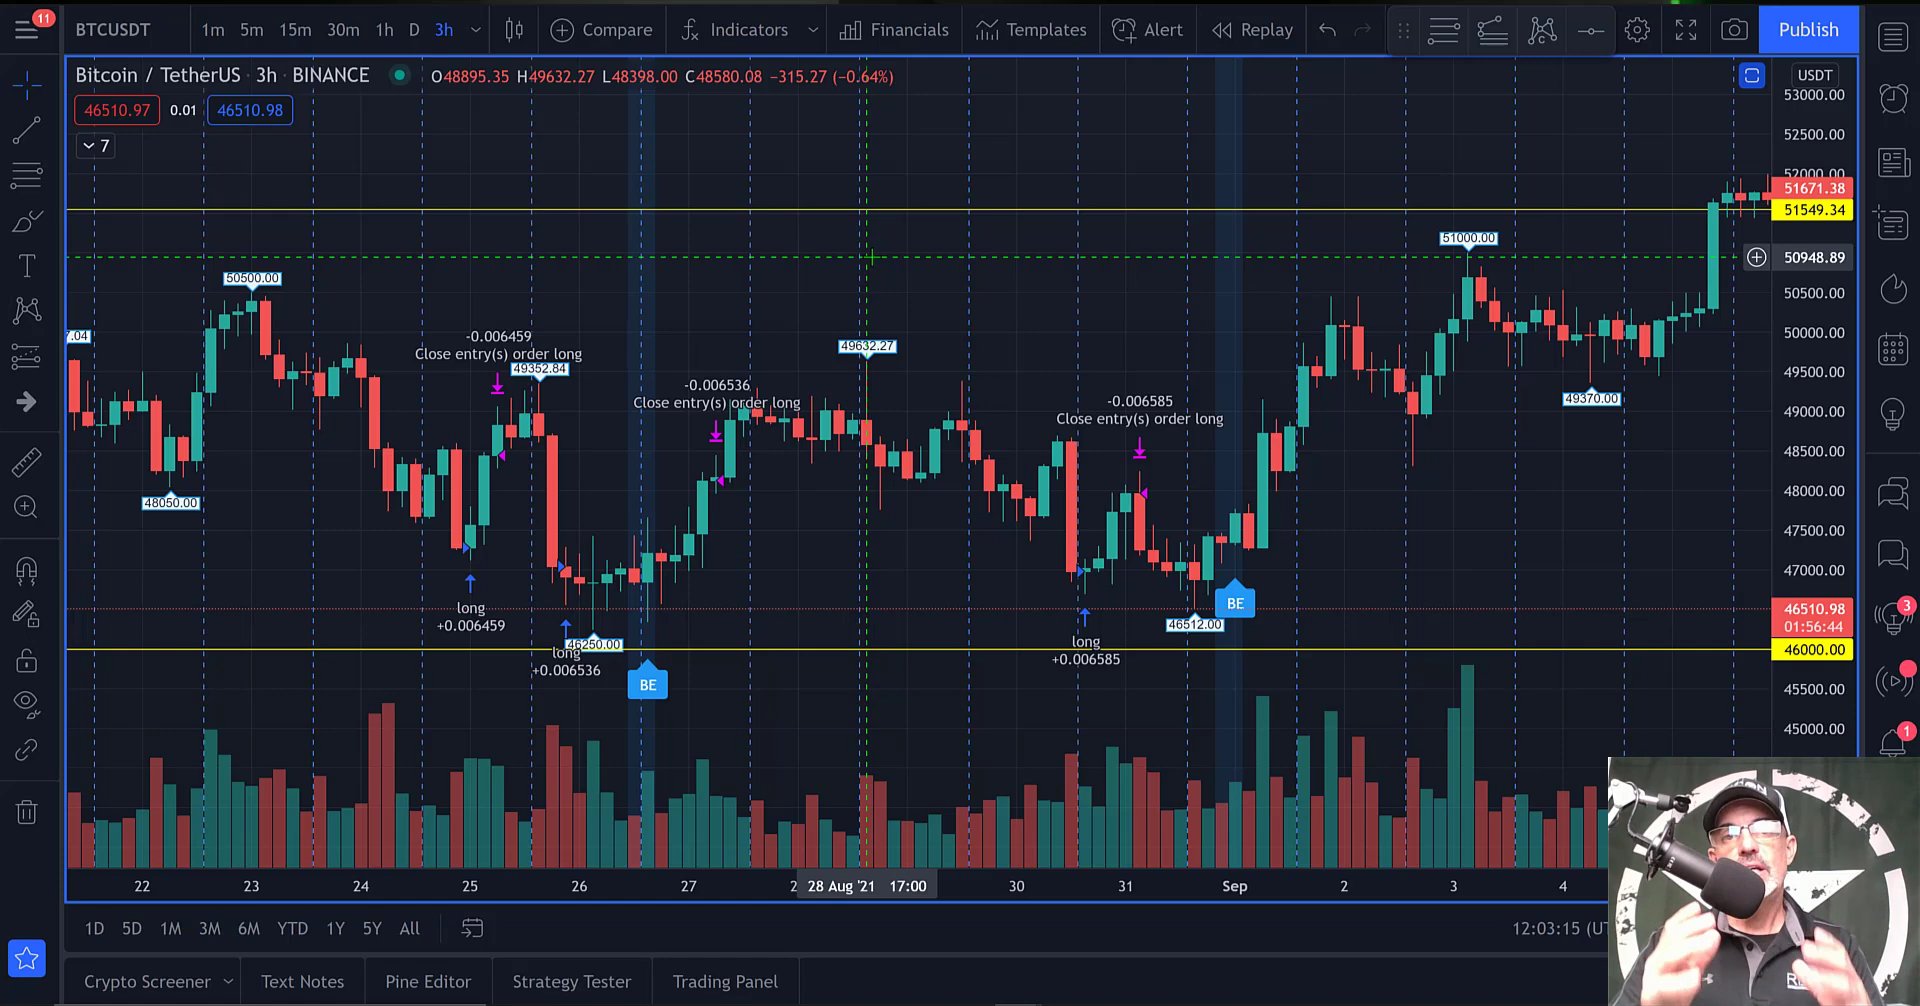 11
BTCUSDT 1m 5m 15m 30m 1h D 3h Compare Indicators Financials Templates Alert Replay Publish
Bitcoin / TetherUS · 3h · BINANCE O48895.35 H49632.27 L48398.00 C48580.08 −315.27 (−0.64%)
46510.97 0.01 46510.98
7
USDT
53000.00
52500.00
52000.00
51671.38
51549.34
50948.89
50500.00
50000.00
49500.00
49000.00
48500.00
48000.00
47500.00
47000.00
46510.98
01:56:44
46000.00
45500.00
45000.00
7.04
50500.00
48050.00
-0.006459
Close entry(s) order long
49352.84
long
+0.006459
46250.00
long
+0.006536
BE
-0.006536
Close entry(s) order long
49632.27
-0.006585
Close entry(s) order long
long
+0.006585
46512.00
BE
51000.00
49370.00
3
1
22 23 24 25 26 27 2 28 Aug '21 17:00 30 31 Sep 2 3 4
1D 5D 1M 3M 6M YTD 1Y 5Y All
12:03:15 (UT
Crypto Screener Text Notes Pine Editor Strategy Tester Trading Panel